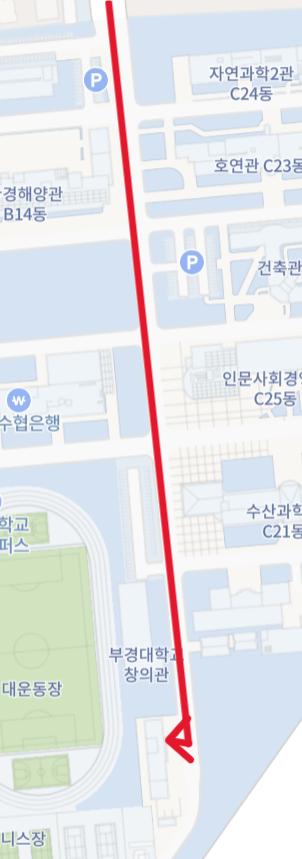 P
자연과학2관
C24동
호연관 C23동
경해양관
B14동
P
건축관
인문사회경영
C25동
W
수협은행
수산과학
C21동
학교
퍼스
부경대학교
창의관
대운동장
니스장